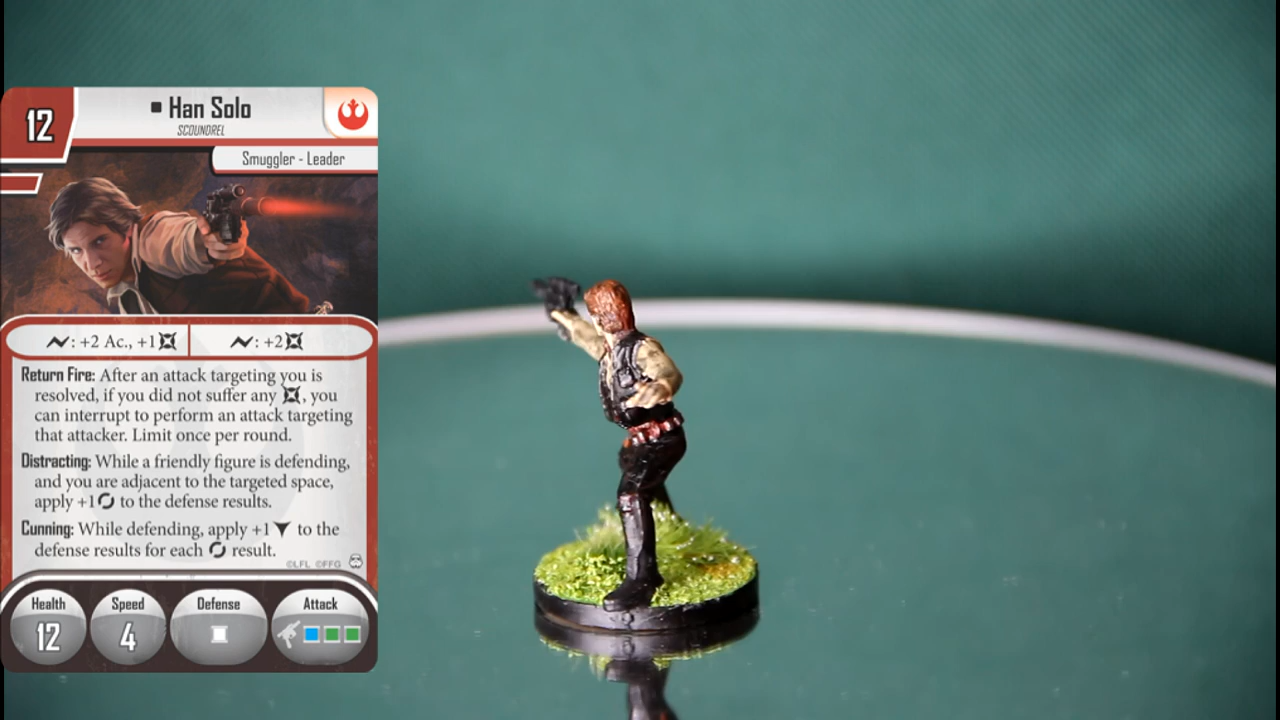 12
Han Solo
SCOUNDREL
Smuggler - Leader
: +2 Ac., +1
: +2
Return Fire: After an attack targeting you is
resolved, if you did not suffer any , you
can interrupt to perform an attack targeting
that attacker. Limit once per round.
Distracting: While a friendly figure is defending,
and you are adjacent to the targeted space,
apply +1 to the defense results.
Cunning: While defending, apply +1 to the
defense results for each result.
©LFL ©FFG
Health
12
Speed
4
Defense
Attack